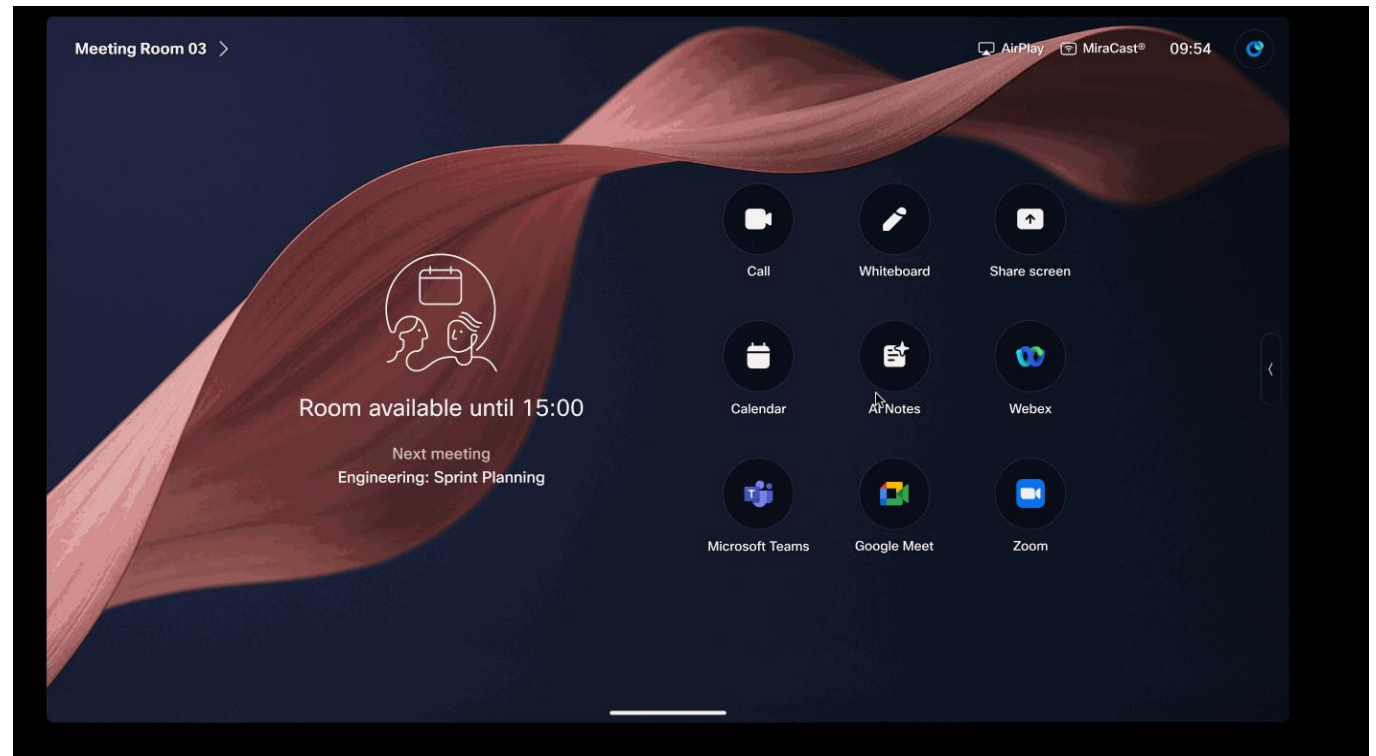 Meeting Room 03
AirPlay MiraCast® 09:54
Call Whiteboard Share screen
Room available until 15:00
Next meeting
Engineering: Sprint Planning
Calendar AI Notes Webex
Microsoft Teams Google Meet Zoom